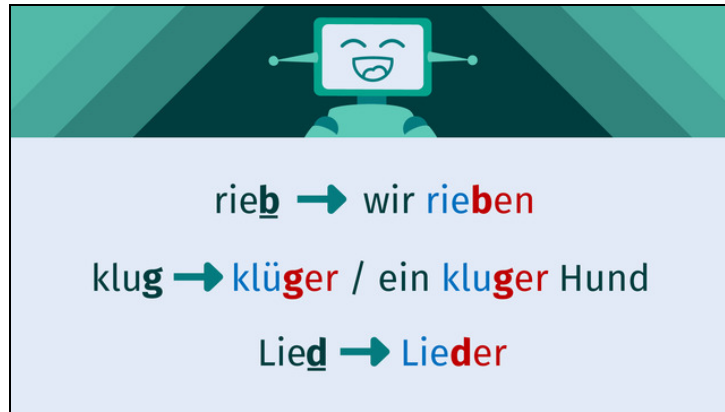 rieb → wir rieben
klug → klüger / ein kluger Hund
Lied → Lieder